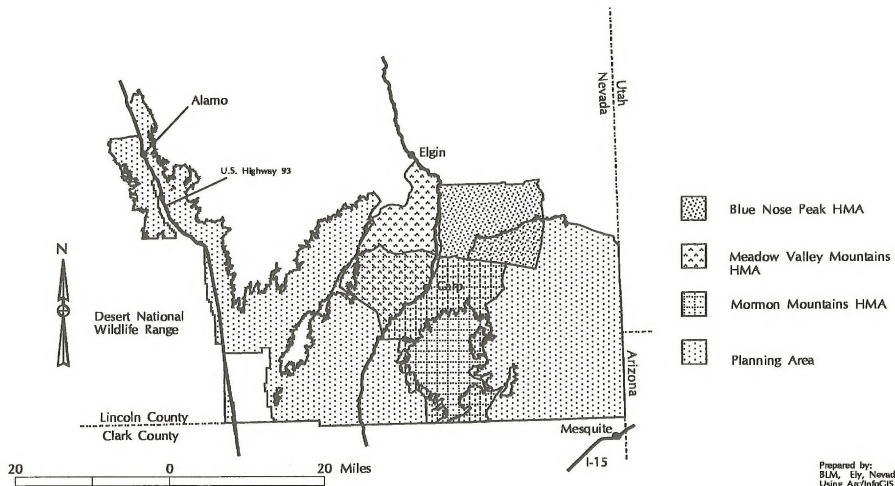 Utah
Nevada
Alamo
Elgin
U.S. Highway 93
Blue Nose Peak HMA
N
Meadow Valley Mountains
HMA
Carp
Mormon Mountains HMA
Desert National
Wildlife Range
Planning Area
Arizona
Lincoln County
Clark County
Mesquite
I-15
20 0 20 Miles
Prepared by:
BLM, Ely, Nevad
Using Arc/InfoGIS